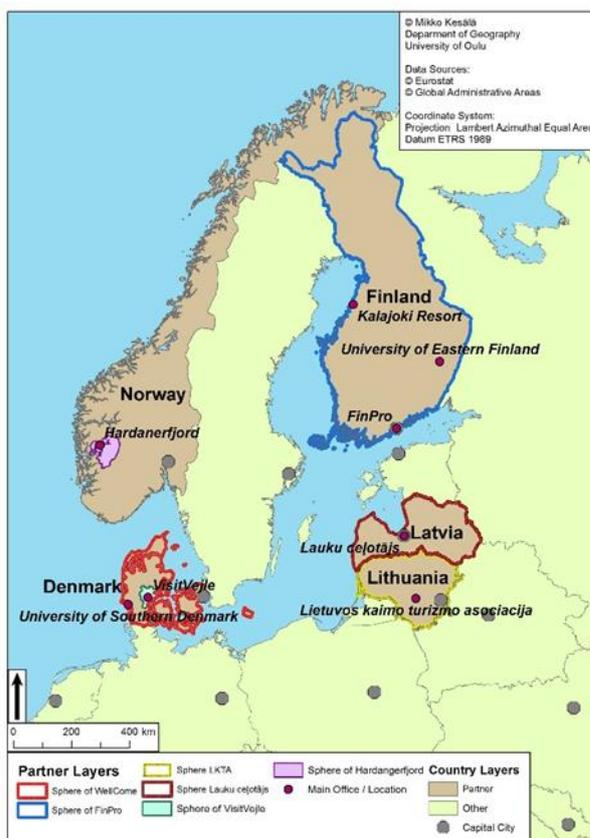 © Mikko Kesälä
Deparment of Geography
University of Oulu
Data Sources:
© Eurostat
© Global Administrative Areas
Coordinate System:
Projection Lambert Azimuthal Equal Area
Datum ETRS 1989
Finland
Kalajoki Resort
University of Eastern Finland
Norway
FinPro
Hardanerfjord
Latvia
Lauku ceļotājs
Lithuania
Denmark
VisitVejle
Lietuvos kaimo turizmo asociacija
University of Southern Denmark
0 200 400 km
Partner Layers
Sphere of WellCome
Sphere of FinPro
Sphere LKTA
Sphere Lauku ceļotājs
Sphere of VisitVejle
Sphere of Hardangerfjord
Main Office / Location
Country Layers
Partner
Other
Capital City